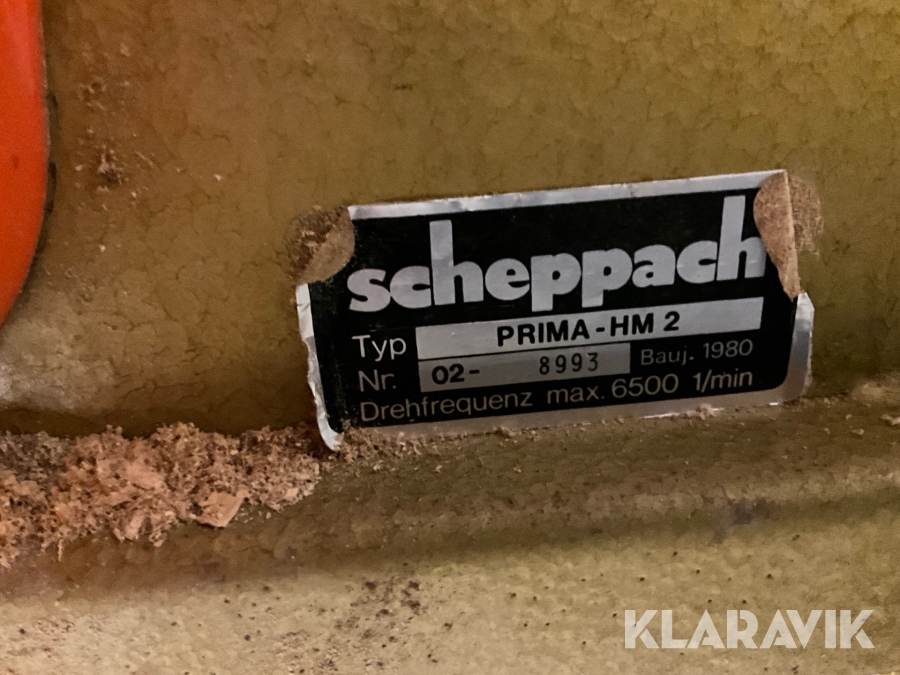 scheppach
Typ PRIMA-HM 2
Nr. 02- 8993 Bauj. 1980
Drehfrequenz max. 6500 1/min
KLARAVIK